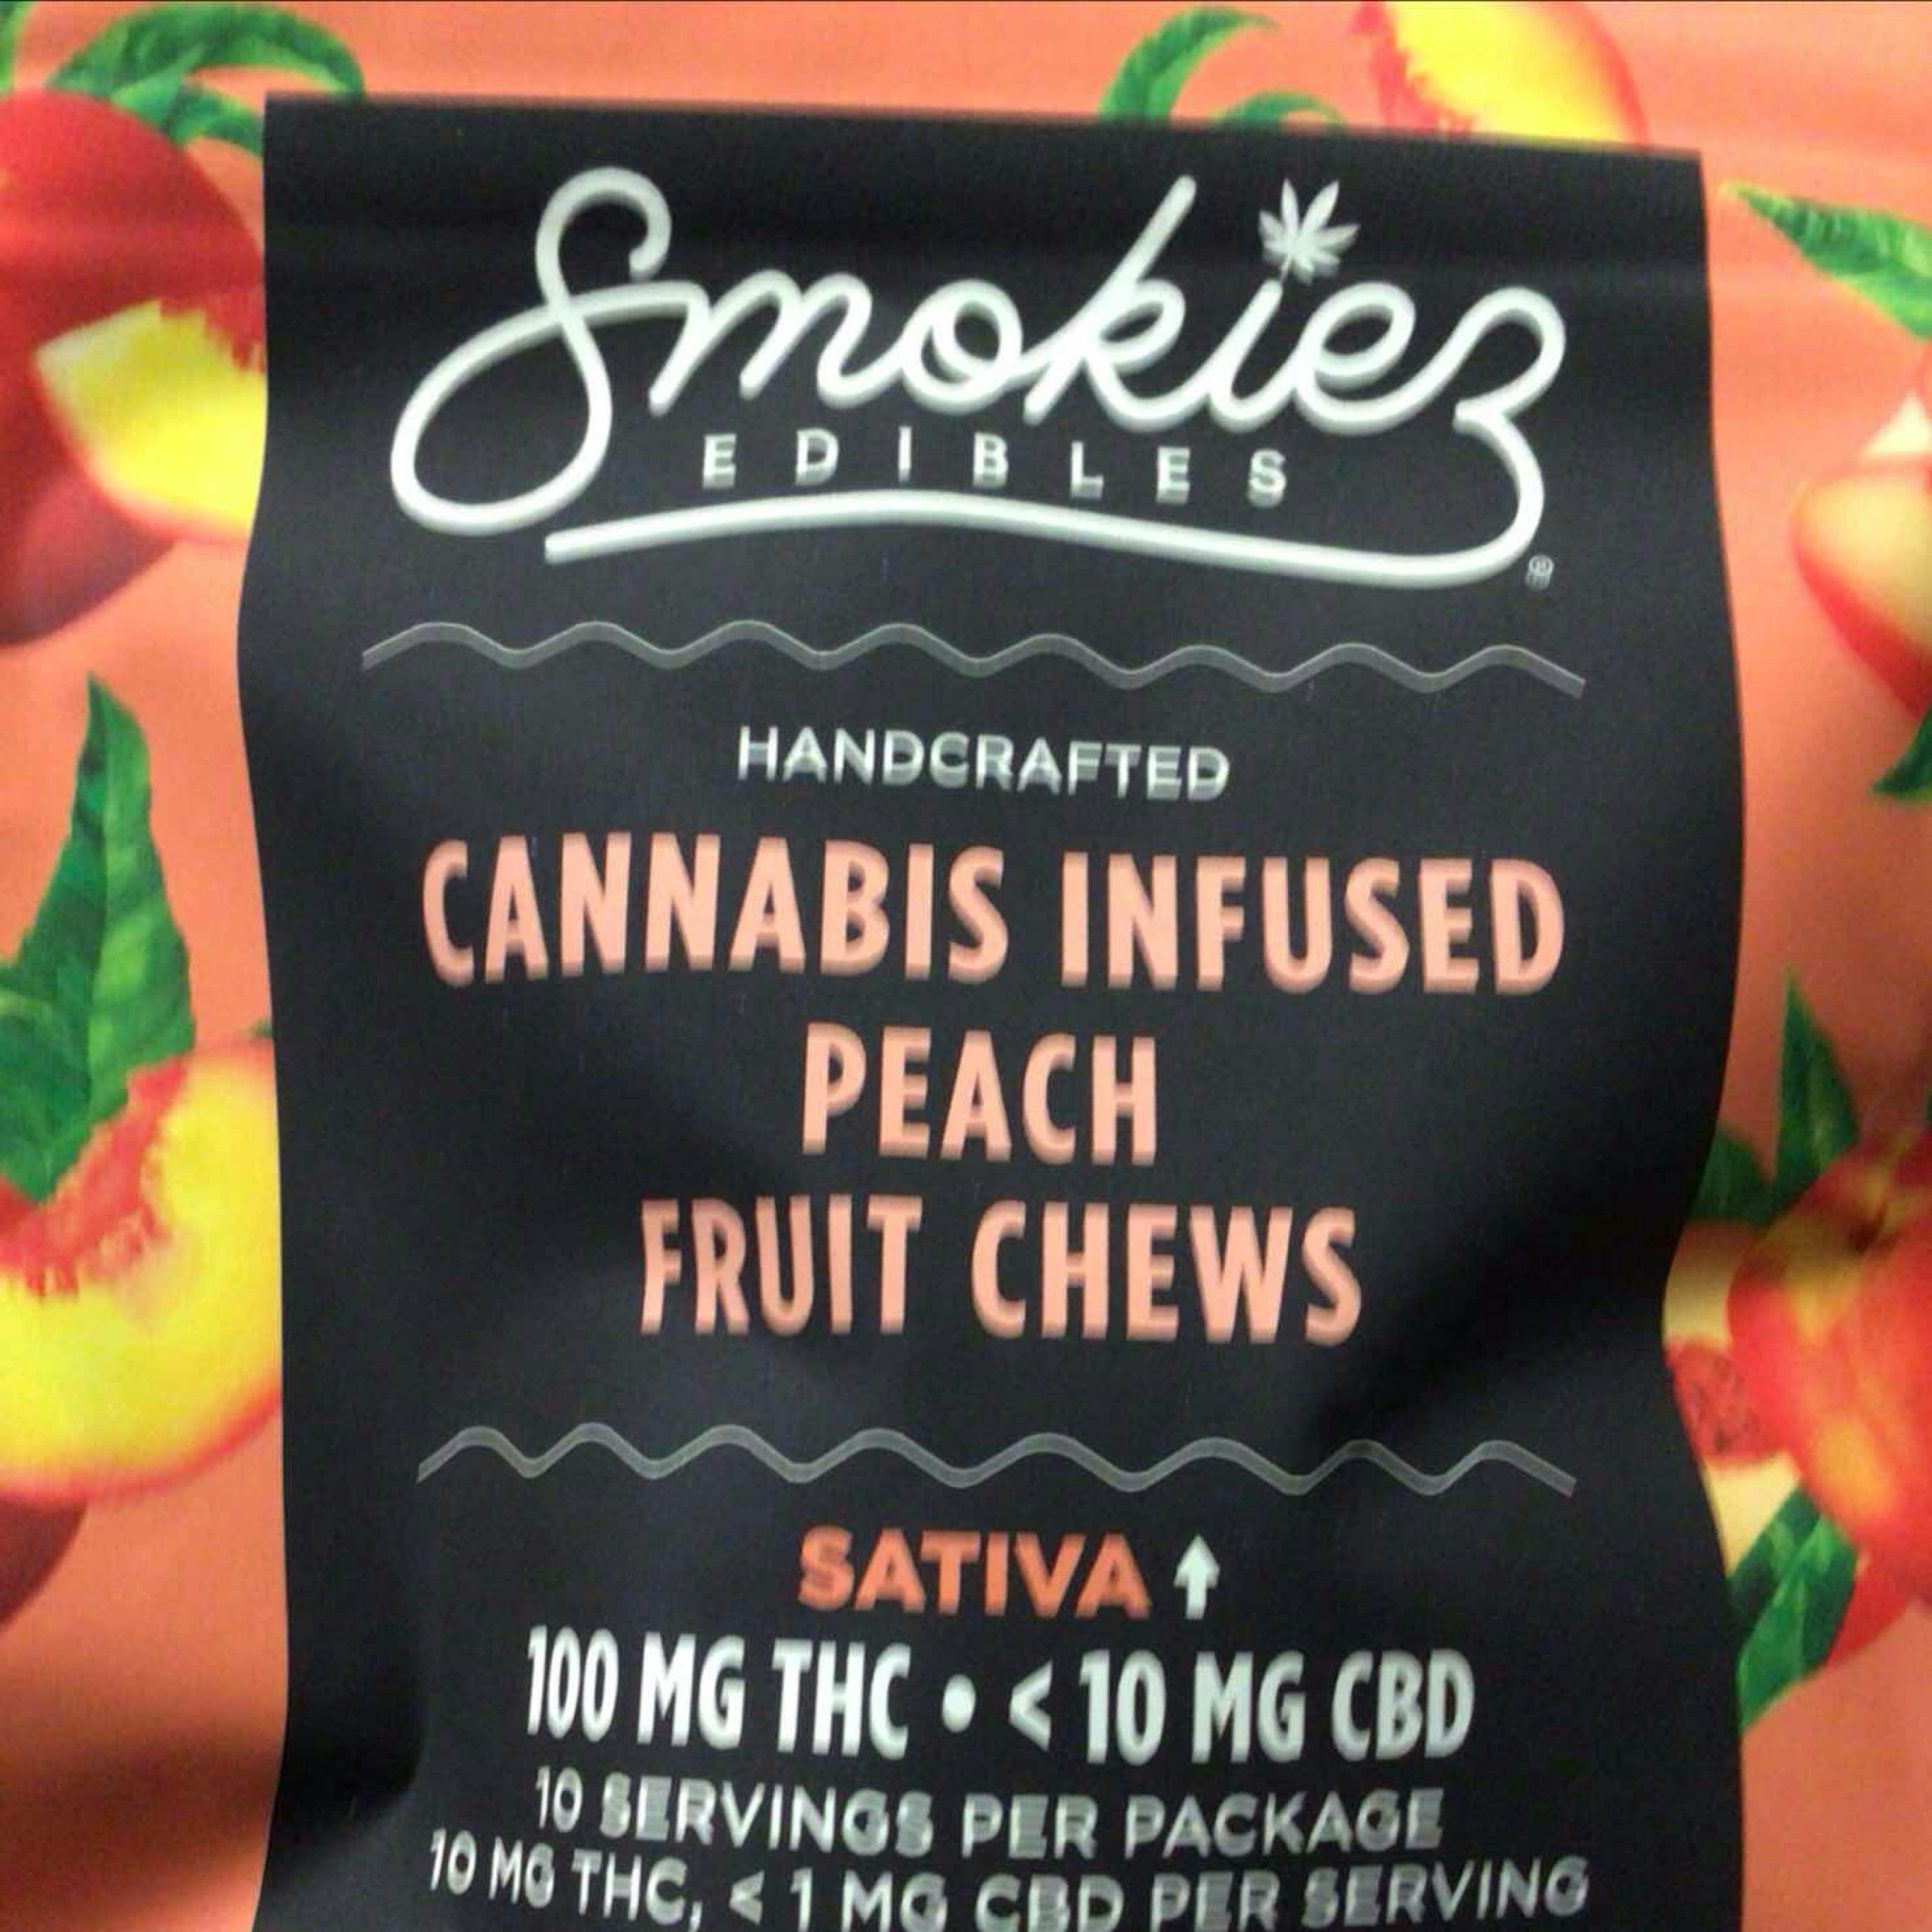 Smokiez
EDIBLES
®
HANDCRAFTED
CANNABIS INFUSED
PEACH
FRUIT CHEWS
SATIVA ↑
100 MG THC • < 10 MG CBD
10 SERVINGS PER PACKAGE
10 MG THC, < 1 MG CBD PER SERVING